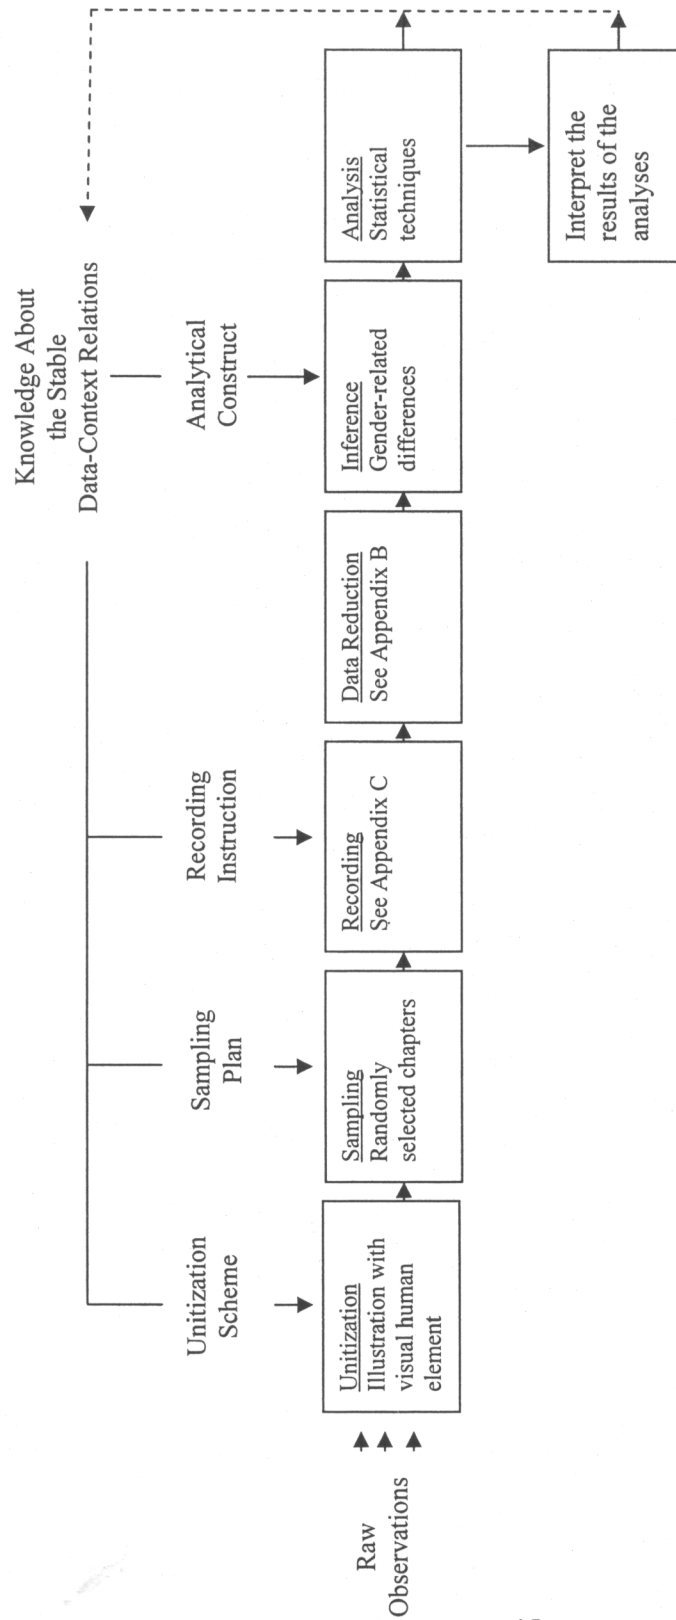 Knowledge About
the Stable
Data-Context Relations
Unitization
Scheme
Sampling
Plan
Recording
Instruction
Analytical
Construct
Raw
Observations
Unitization
Illustration with
visual human
element
Sampling
Randomly
selected chapters
Recording
See Appendix C
Data Reduction
See Appendix B
Inference
Gender-related
differences
Analysis
Statistical
techniques
Interpret the
results of the
analyses